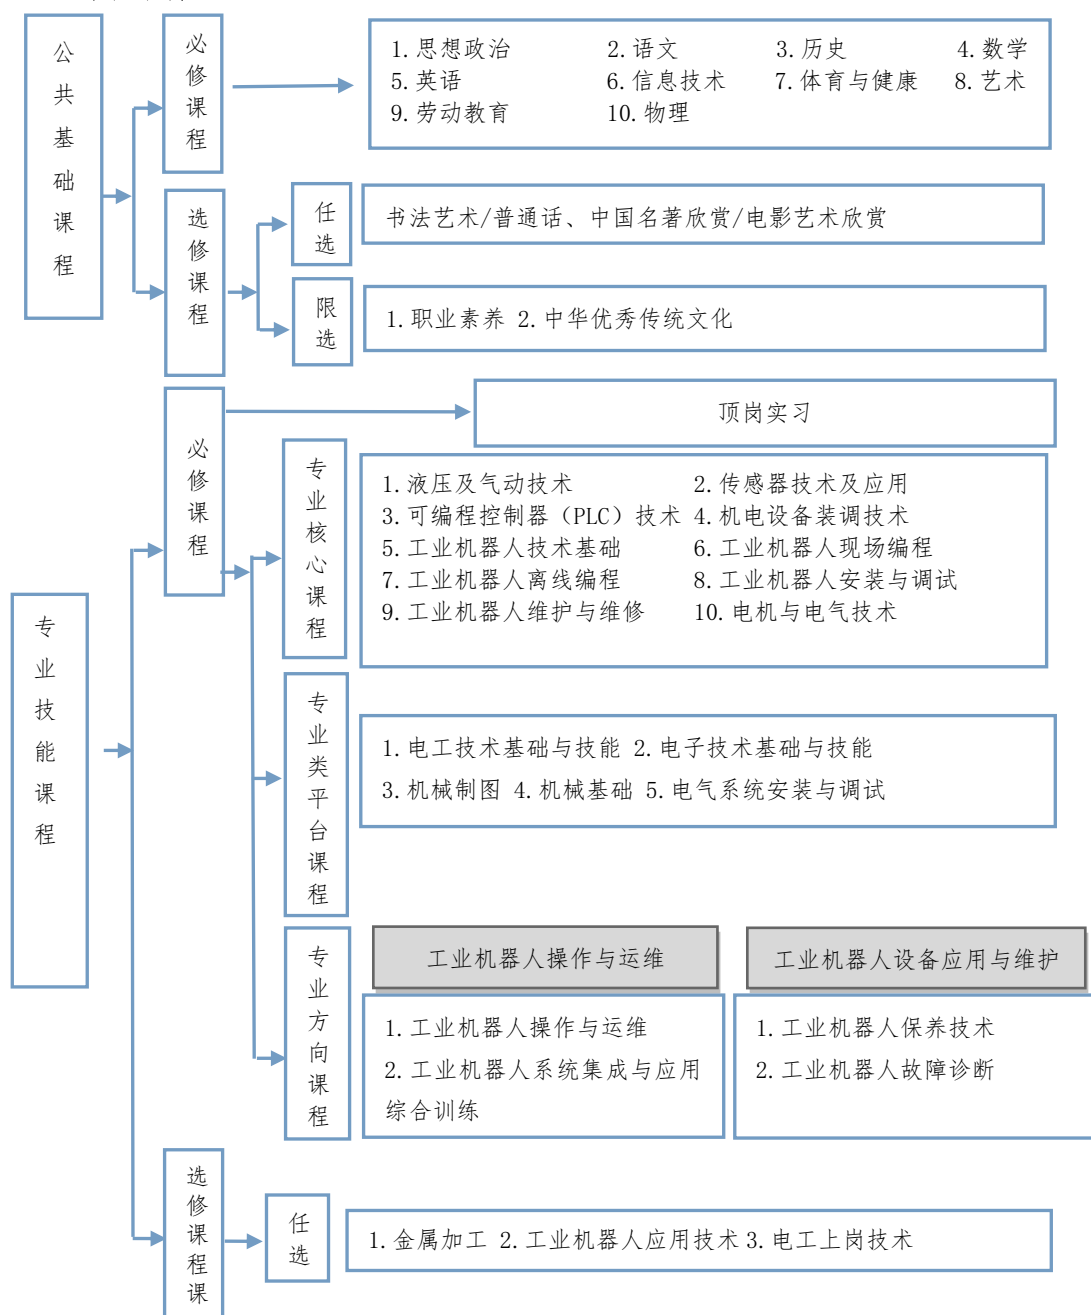 公共基础课程
必修课程
1.思想政治 2.语文 3.历史 4.数学
5.英语 6.信息技术 7.体育与健康 8.艺术
9.劳动教育 10.物理
选修课程
任选
书法艺术/普通话、中国名著欣赏/电影艺术欣赏
限选
1.职业素养 2.中华优秀传统文化
专业技能课程
必修课程
顶岗实习
专业核心课程
1.液压及气动技术 2.传感器技术及应用
3.可编程控制器（PLC）技术 4.机电设备装调技术
5.工业机器人技术基础 6.工业机器人现场编程
7.工业机器人离线编程 8.工业机器人安装与调试
9.工业机器人维护与维修 10.电机与电气技术
专业类平台课程
1.电工技术基础与技能 2.电子技术基础与技能
3.机械制图 4.机械基础 5.电气系统安装与调试
专业方向课程
工业机器人操作与运维
1.工业机器人操作与运维
2.工业机器人系统集成与应用
综合训练
工业机器人设备应用与维护
1.工业机器人保养技术
2.工业机器人故障诊断
选修课程课
任选
1.金属加工 2.工业机器人应用技术 3.电工上岗技术